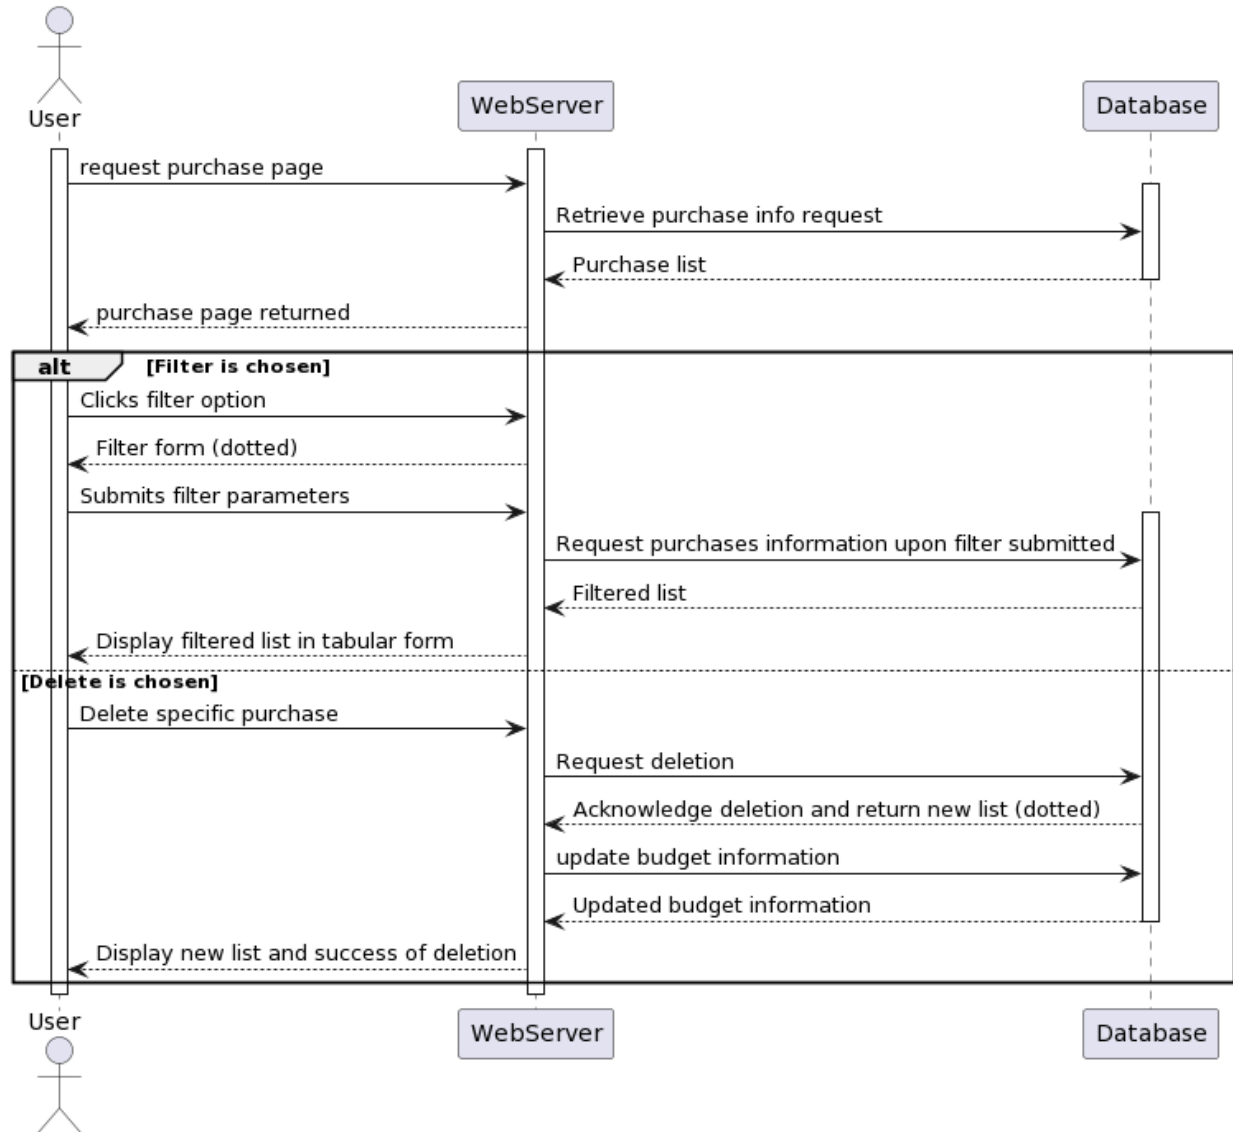 User
WebServer
Database
request purchase page
Retrieve purchase info request
Purchase list
purchase page returned
alt
[Filter is chosen]
Clicks filter option
Filter form (dotted)
Submits filter parameters
Request purchases information upon filter submitted
Filtered list
Display filtered list in tabular form
[Delete is chosen]
Delete specific purchase
Request deletion
Acknowledge deletion and return new list (dotted)
update budget information
Updated budget information
Display new list and success of deletion
User
WebServer
Database